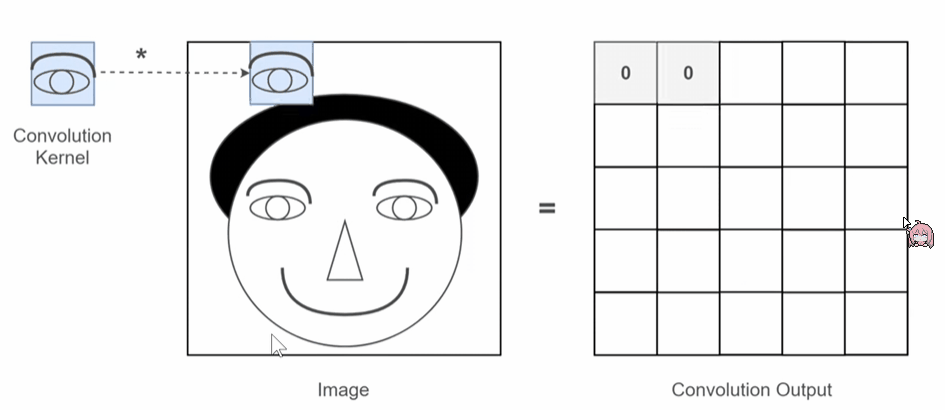 *
0 0
Convolution
Kernel
=
Image
Convolution Output